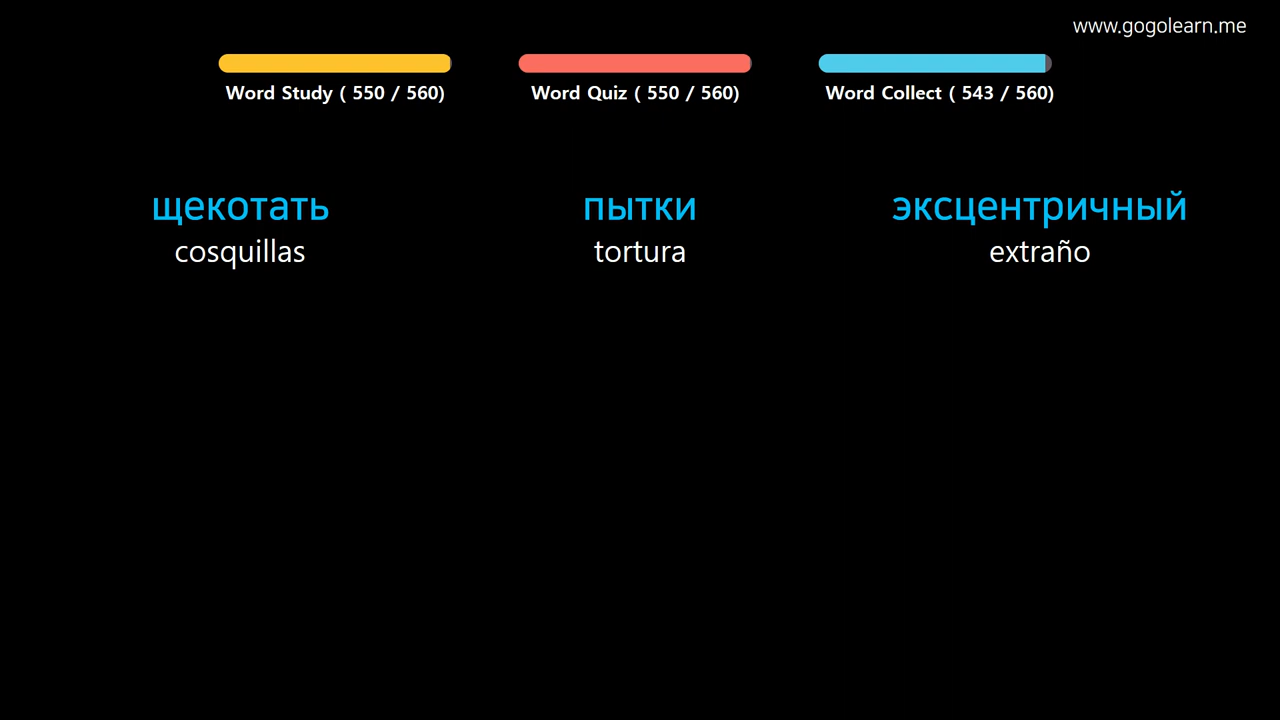 www.gogolearn.me
Word Study ( 550 / 560)
Word Quiz ( 550 / 560)
Word Collect ( 543 / 560)
щекотать
cosquillas
пытки
tortura
эксцентричный
extraño